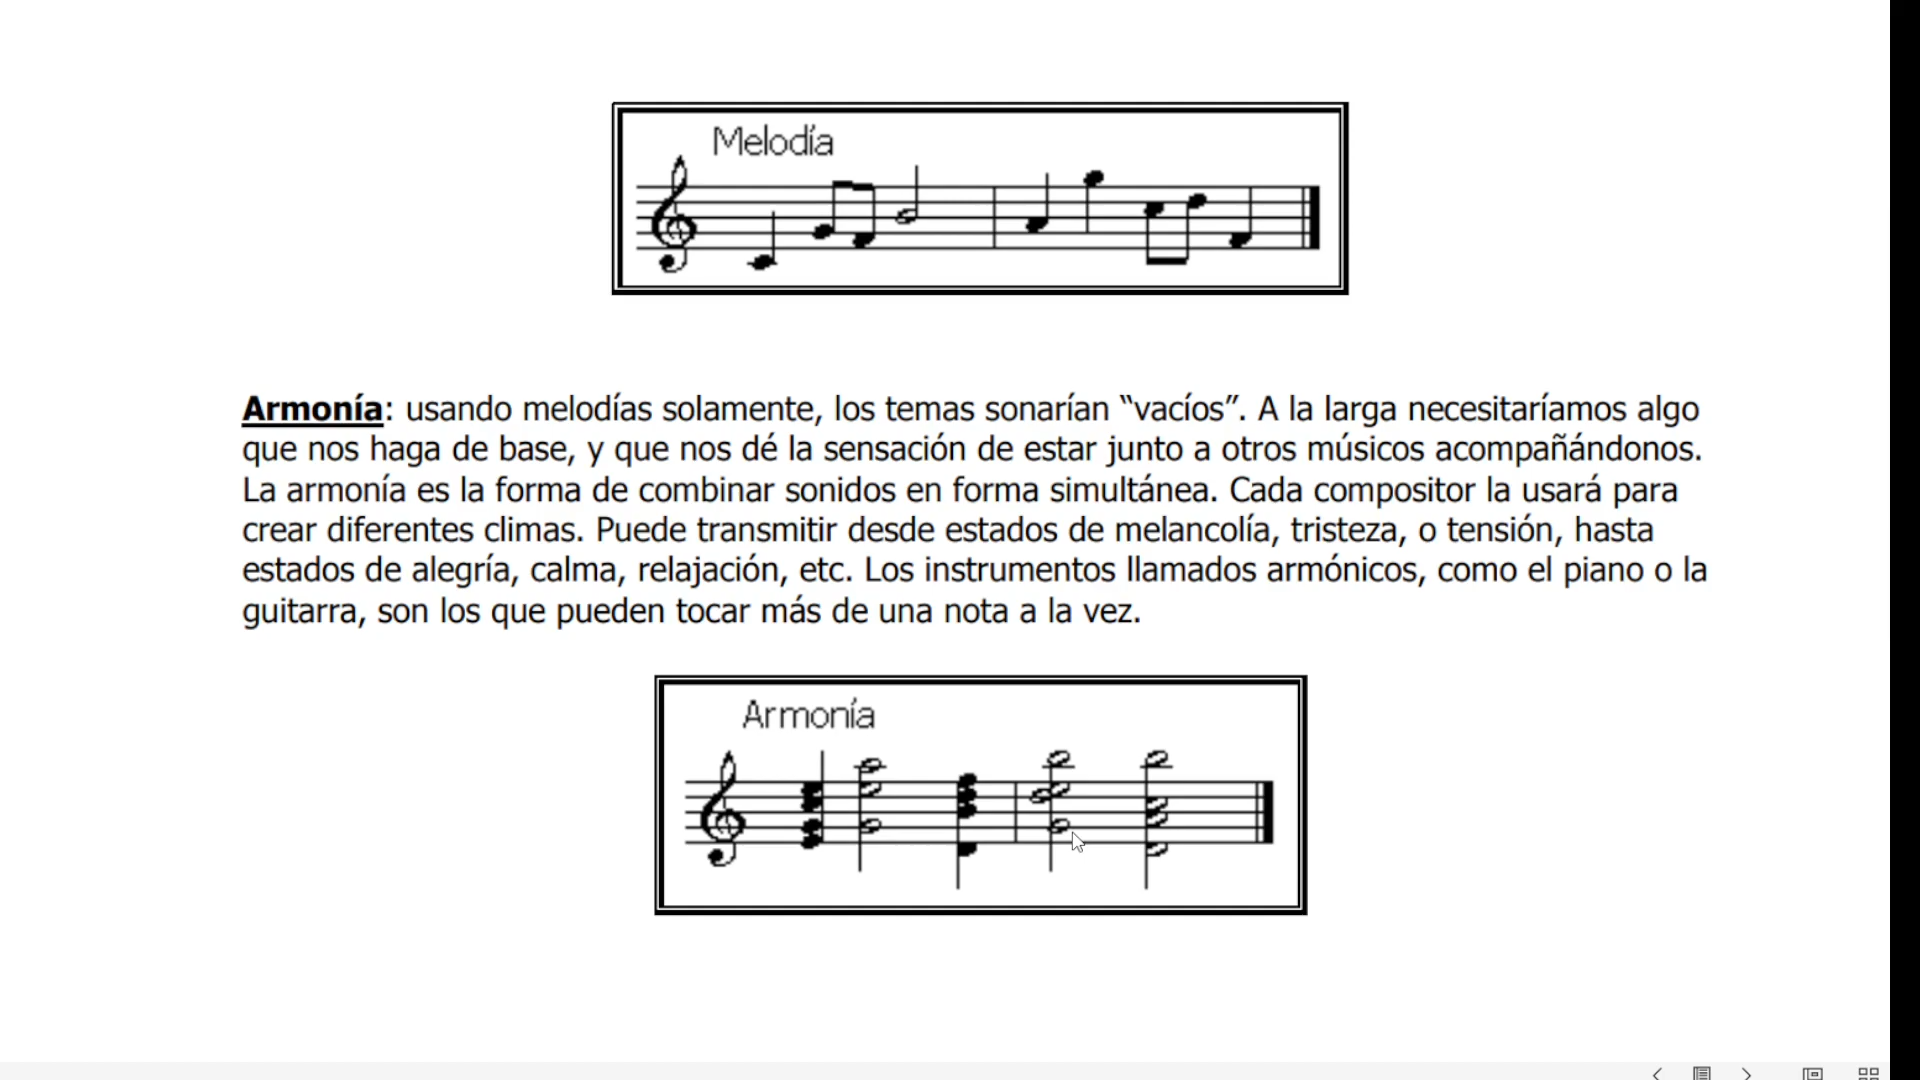 Melodía
Armonía: usando melodías solamente, los temas sonarían “vacíos”. A la larga necesitaríamos algo
que nos haga de base, y que nos dé la sensación de estar junto a otros músicos acompañándonos.
La armonía es la forma de combinar sonidos en forma simultánea. Cada compositor la usará para
crear diferentes climas. Puede transmitir desde estados de melancolía, tristeza, o tensión, hasta
estados de alegría, calma, relajación, etc. Los instrumentos llamados armónicos, como el piano o la
guitarra, son los que pueden tocar más de una nota a la vez.
Armonía